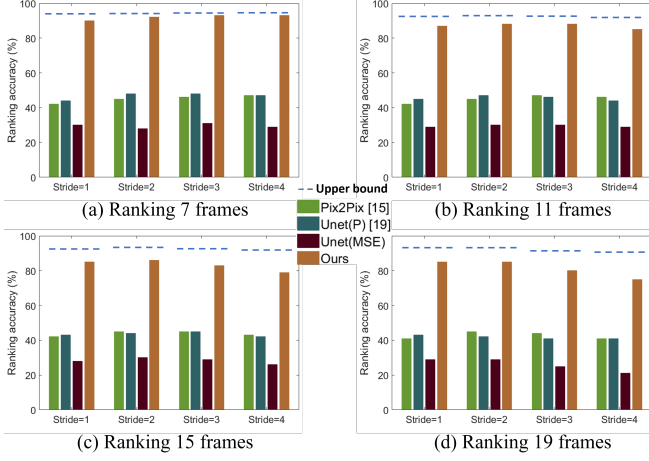 100
80
60
40
20
0
Ranking accuracy (%)
Stride=1 Stride=2 Stride=3 Stride=4
(a) Ranking 7 frames
100
80
60
40
20
0
Ranking accuracy (%)
Stride=1 Stride=2 Stride=3 Stride=4
(b) Ranking 11 frames
Upper bound
Pix2Pix [15]
Unet(P) [19]
Unet(MSE)
Ours
100
80
60
40
20
0
Ranking accuracy (%)
Stride=1 Stride=2 Stride=3 Stride=4
(c) Ranking 15 frames
100
80
60
40
20
0
Ranking accuracy (%)
Stride=1 Stride=2 Stride=3 Stride=4
(d) Ranking 19 frames